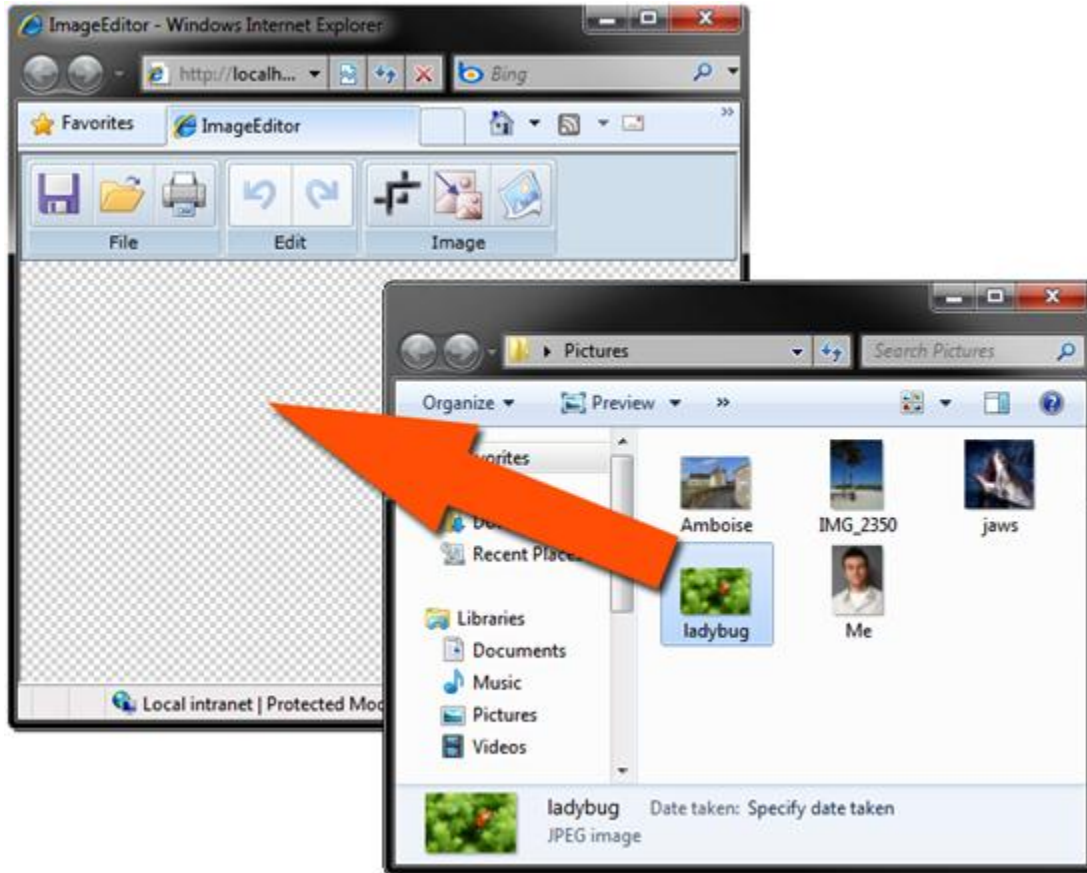 ImageEditor - Windows Internet Explorer
http://localh...
Bing
Favorites
ImageEditor
File
Edit
Image
Local intranet | Protected Mod
Pictures
Search Pictures
Organize
Preview
»
vorites
Recent Places
Libraries
Documents
Music
Pictures
Videos
Amboise
IMG_2350
jaws
ladybug
Me
ladybug
Date taken: Specify date taken
JPEG image